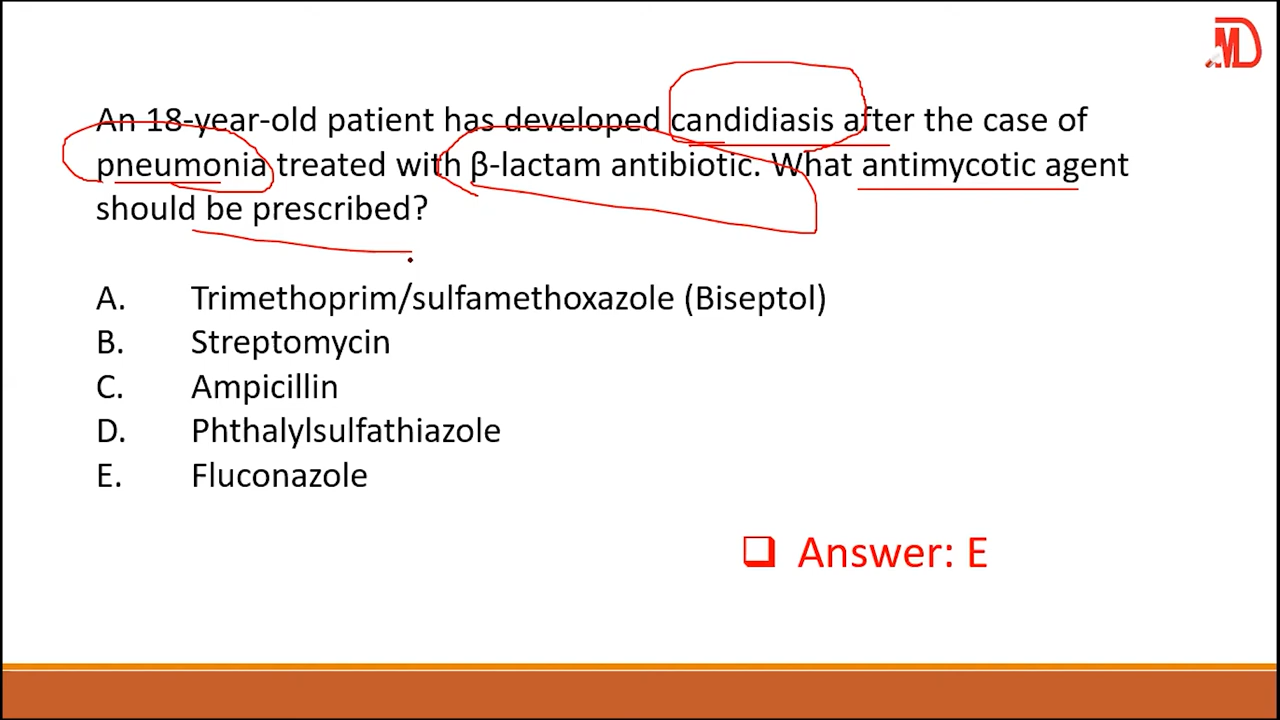 MD
An 18-year-old patient has developed candidiasis after the case of
pneumonia treated with β-lactam antibiotic. What antimycotic agent
should be prescribed?
A. Trimethoprim/sulfamethoxazole (Biseptol)
B. Streptomycin
C. Ampicillin
D. Phthalylsulfathiazole
E. Fluconazole
❑ Answer: E